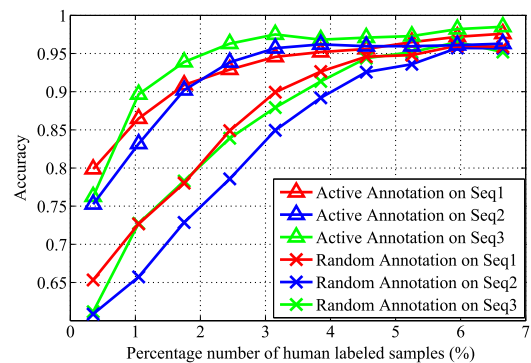 1
0.95
0.9
0.85
0.8
0.75
0.7
0.65
Accuracy
Active Annotation on Seq1
Active Annotation on Seq2
Active Annotation on Seq3
Random Annotation on Seq1
Random Annotation on Seq2
Random Annotation on Seq3
0 1 2 3 4 5 6 7
Percentage number of human labeled samples (%)